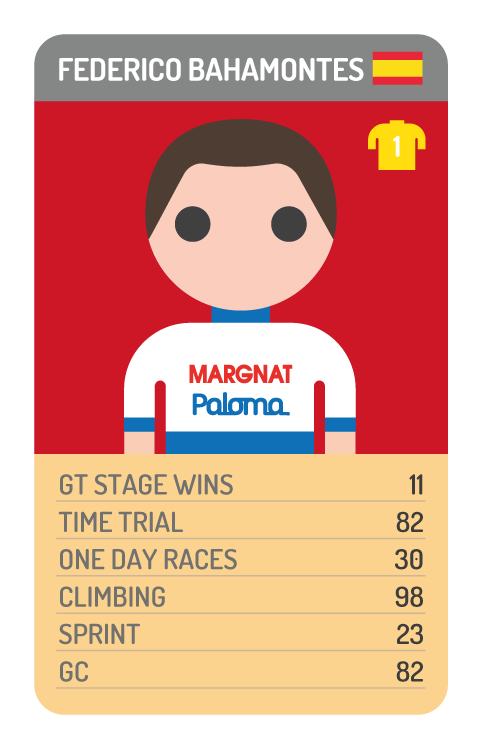 FEDERICO BAHAMONTES
1
MARGNAT
Paloma
GT STAGE WINS 11
TIME TRIAL 82
ONE DAY RACES 30
CLIMBING 98
SPRINT 23
GC 82